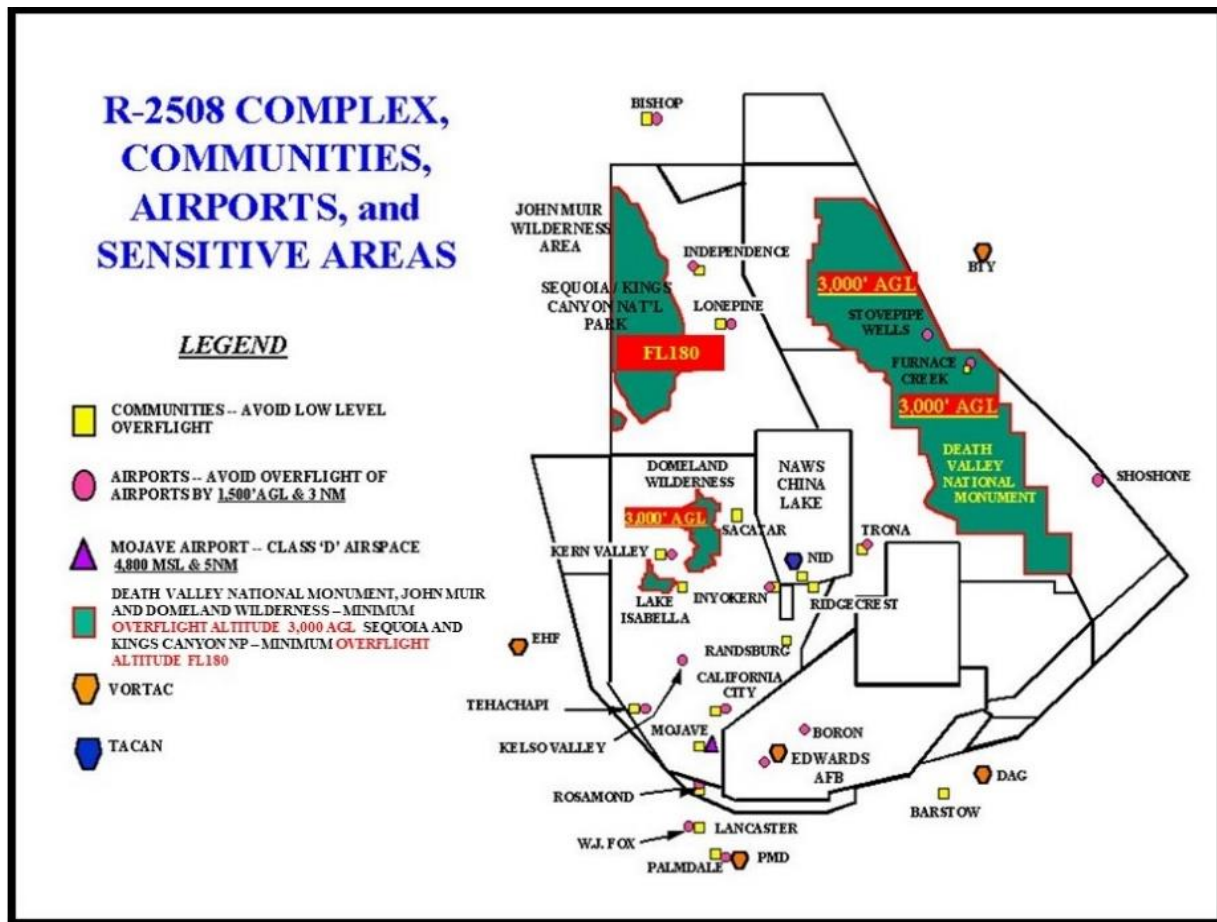 R-2508 COMPLEX,
COMMUNITIES,
AIRPORTS, and
SENSITIVE AREAS
LEGEND
COMMUNITIES -- AVOID LOW LEVEL
OVERFLIGHT
AIRPORTS -- AVOID OVERFLIGHT OF
AIRPORTS BY 1,500'AGL & 3 NM
MOJAVE AIRPORT -- CLASS 'D' AIRSPACE
4,800 MSL & 5NM
DEATH VALLEY NATIONAL MONUMENT, JOHN MUIR
AND DOMELAND WILDERNESS – MINIMUM
OVERFLIGHT ALTITUDE 3,000 AGL SEQUOIA AND
KINGS CANYON NP – MINIMUM OVERFLIGHT
ALTITUDE FL180
VORTAC
TACAN
BISHOP
JOHN MUIR
WILDERNESS
AREA
INDEPENDENCE
SEQUOIA / KINGS
CANYON NAT'L
PARK
LONEPINE
FL180
BTY
3,000' AGL
STOVEPIPE
WELLS
FURNACE
CREEK
3,000' AGL
DEATH
VALLEY
NATIONAL
MONUMENT
SHOSHONE
DOMELAND
WILDERNESS
NAWS
CHINA
LAKE
3,000' AGL
SACATAR
TRONA
KERN VALLEY
NID
LAKE
ISABELLA
INYOKERN
RIDGECREST
EHF
RANDSBURG
CALIFORNIA
CITY
TEHACHAPI
MOJAVE
KELSO VALLEY
BORON
EDWARDS
AFB
DAG
ROSAMOND
BARSTOW
LANCASTER
W.J. FOX
PALMDALE
PMD